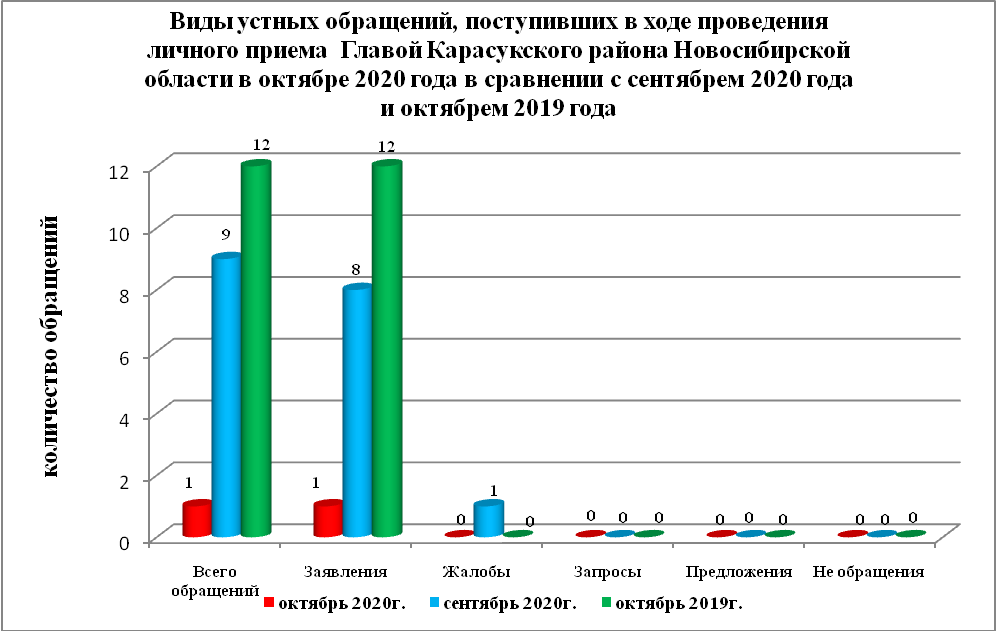 Виды устных обращений, поступивших в ходе проведения
личного приема Главой Карасукского района Новосибирской
области в октябре 2020 года в сравнении с сентябрем 2020 года
и октябрем 2019 года
количество обращений
12
10
8
6
4
2
0
1 9 12
1 8 12
0 1 0
0 0 0
0 0 0
0 0 0
Всего обращений
Заявления
Жалобы
Запросы
Предложения
Не обращения
октябрь 2020г. сентябрь 2020г. октябрь 2019г.